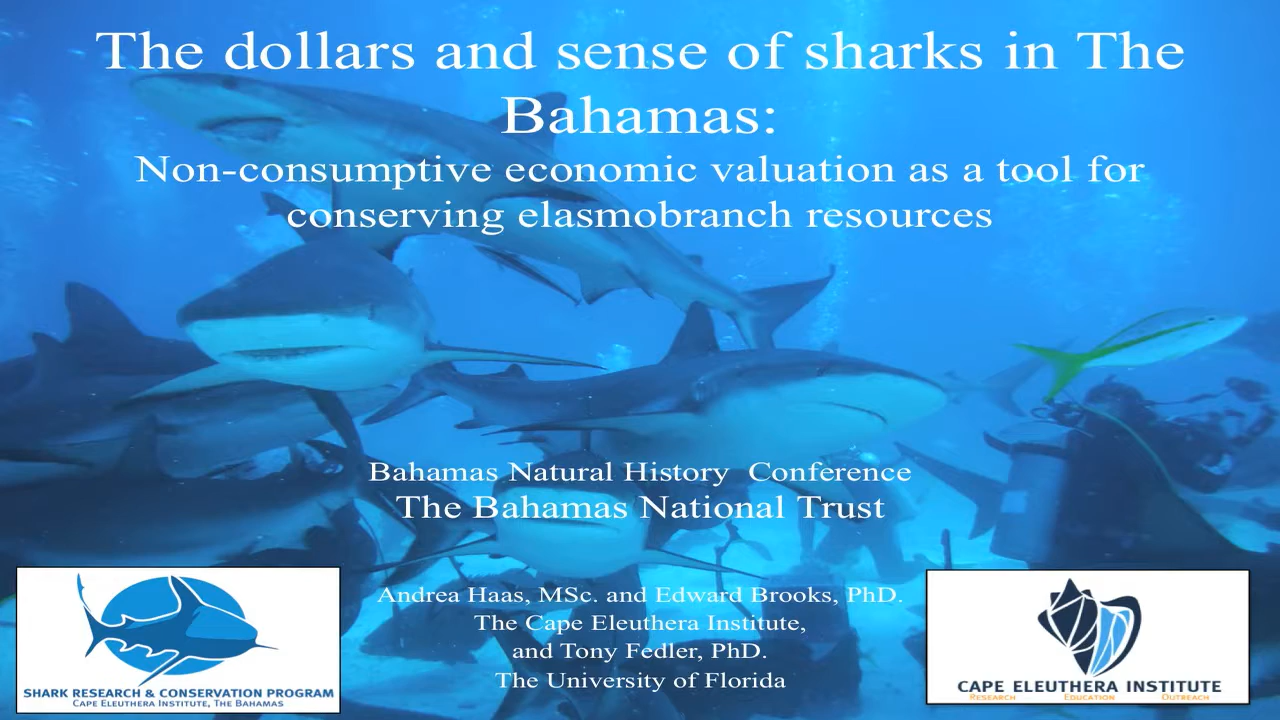 The dollars and sense of sharks in The
Bahamas:
Non-consumptive economic valuation as a tool for
conserving elasmobranch resources
Bahamas Natural History Conference
The Bahamas National Trust
Andrea Haas, MSc. and Edward Brooks, PhD.
The Cape Eleuthera Institute,
and Tony Fedler, PhD.
The University of Florida
SHARK RESEARCH & CONSERVATION PROGRAM
CAPE ELEUTHERA INSTITUTE, THE BAHAMAS
CAPE ELEUTHERA INSTITUTE
RESEARCH EDUCATION OUTREACH